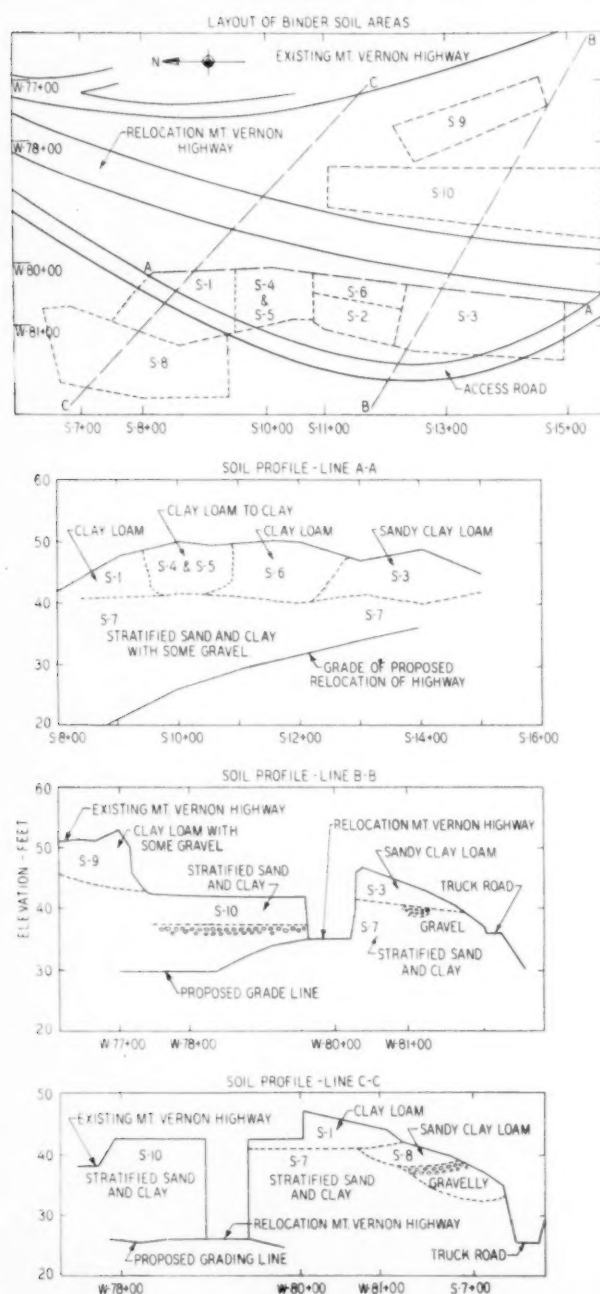 LAYOUT OF BINDER SOIL AREAS
N
EXISTING MT. VERNON HIGHWAY
B
C
W-77+00
S-9
W-78+00
RELOCATION MT. VERNON
HIGHWAY
S-10
W-80+00
A
S-1
S-4
&
S-5
S-6
S-2
S-3
A
W-81+00
S-8
C
B
ACCESS ROAD
S-7+00
S-8+00
S-10+00
S-11+00
S-13+00
S-15+00
SOIL PROFILE - LINE A-A
60
CLAY LOAM TO CLAY
CLAY LOAM
CLAY LOAM
SANDY CLAY LOAM
50
S-1
S-4 & S-5
S-6
S-3
40
S-7
S-7
STRATIFIED SAND AND CLAY
WITH SOME GRAVEL
30
GRADE OF PROPOSED
RELOCATION OF HIGHWAY
20
S-8+00
S-10+00
S-12+00
S-14+00
S-16+00
SOIL PROFILE - LINE B-B
ELEVATION - FEET
60
EXISTING MT. VERNON HIGHWAY
RELOCATION MT. VERNON HIGHWAY
CLAY LOAM WITH
SOME GRAVEL
50
SANDY CLAY LOAM
S-9
STRATIFIED SAND
AND CLAY
S-3
TRUCK ROAD
40
S-10
S-7
GRAVEL
STRATIFIED SAND
AND CLAY
30
PROPOSED GRADE LINE
20
W-77+00
W-78+00
W-80+00
W-81+00
SOIL PROFILE - LINE C-C
50
EXISTING MT. VERNON HIGHWAY
CLAY LOAM
S-1
SANDY CLAY LOAM
40
S-10
S-7
S-8
STRATIFIED SAND
AND CLAY
STRATIFIED SAND
AND CLAY
GRAVELLY
30
RELOCATION MT. VERNON HIGHWAY
PROPOSED GRADING LINE
TRUCK ROAD
20
W-78+00
W-80+00
W-81+00
S-7+00